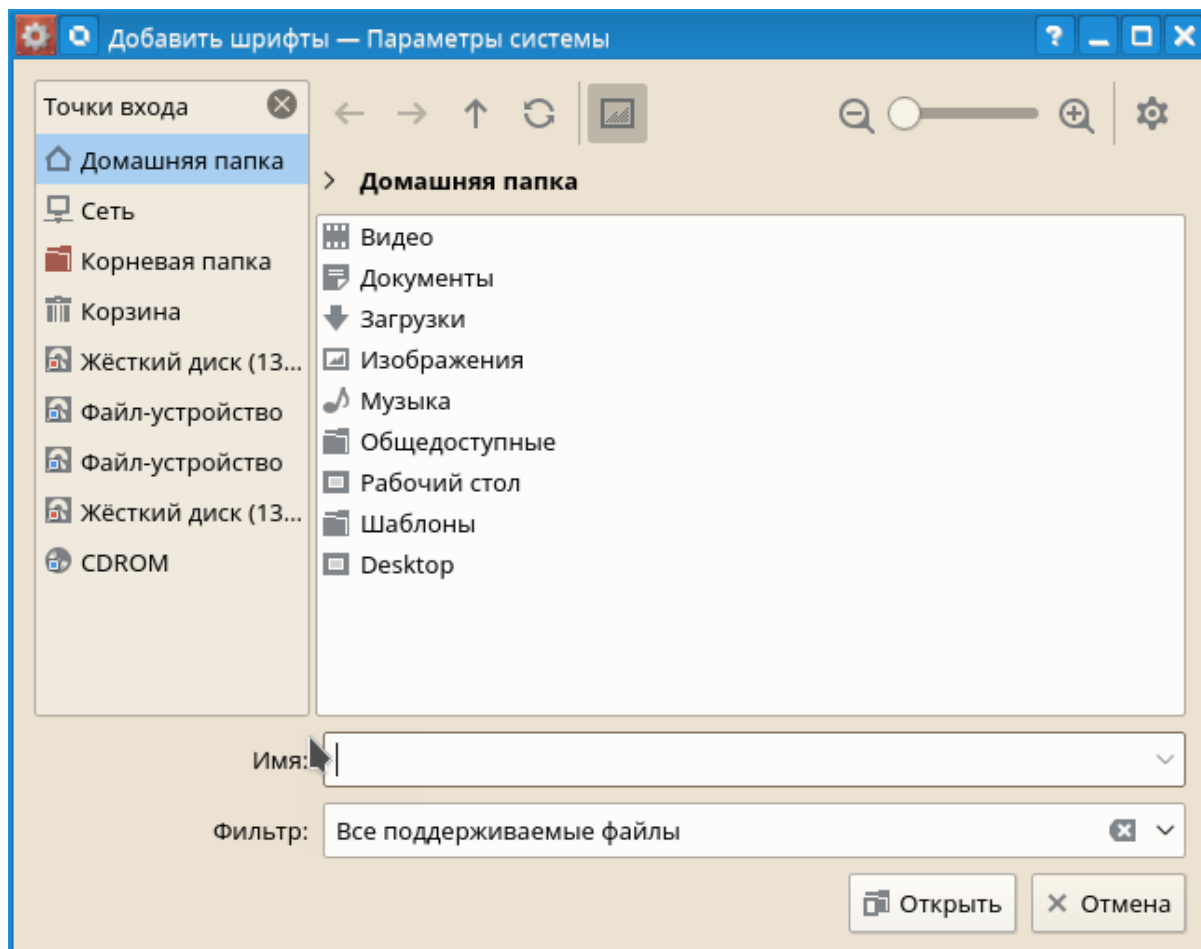 Добавить шрифты — Параметры системы
Точки входа
Домашняя папка
Сеть
Корневая папка
Корзина
Жёсткий диск (13...
Файл-устройство
Файл-устройство
Жёсткий диск (13...
CDROM
Домашняя папка
Видео
Документы
Загрузки
Изображения
Музыка
Общедоступные
Рабочий стол
Шаблоны
Desktop
Имя:
Фильтр: Все поддерживаемые файлы
Открыть Отмена